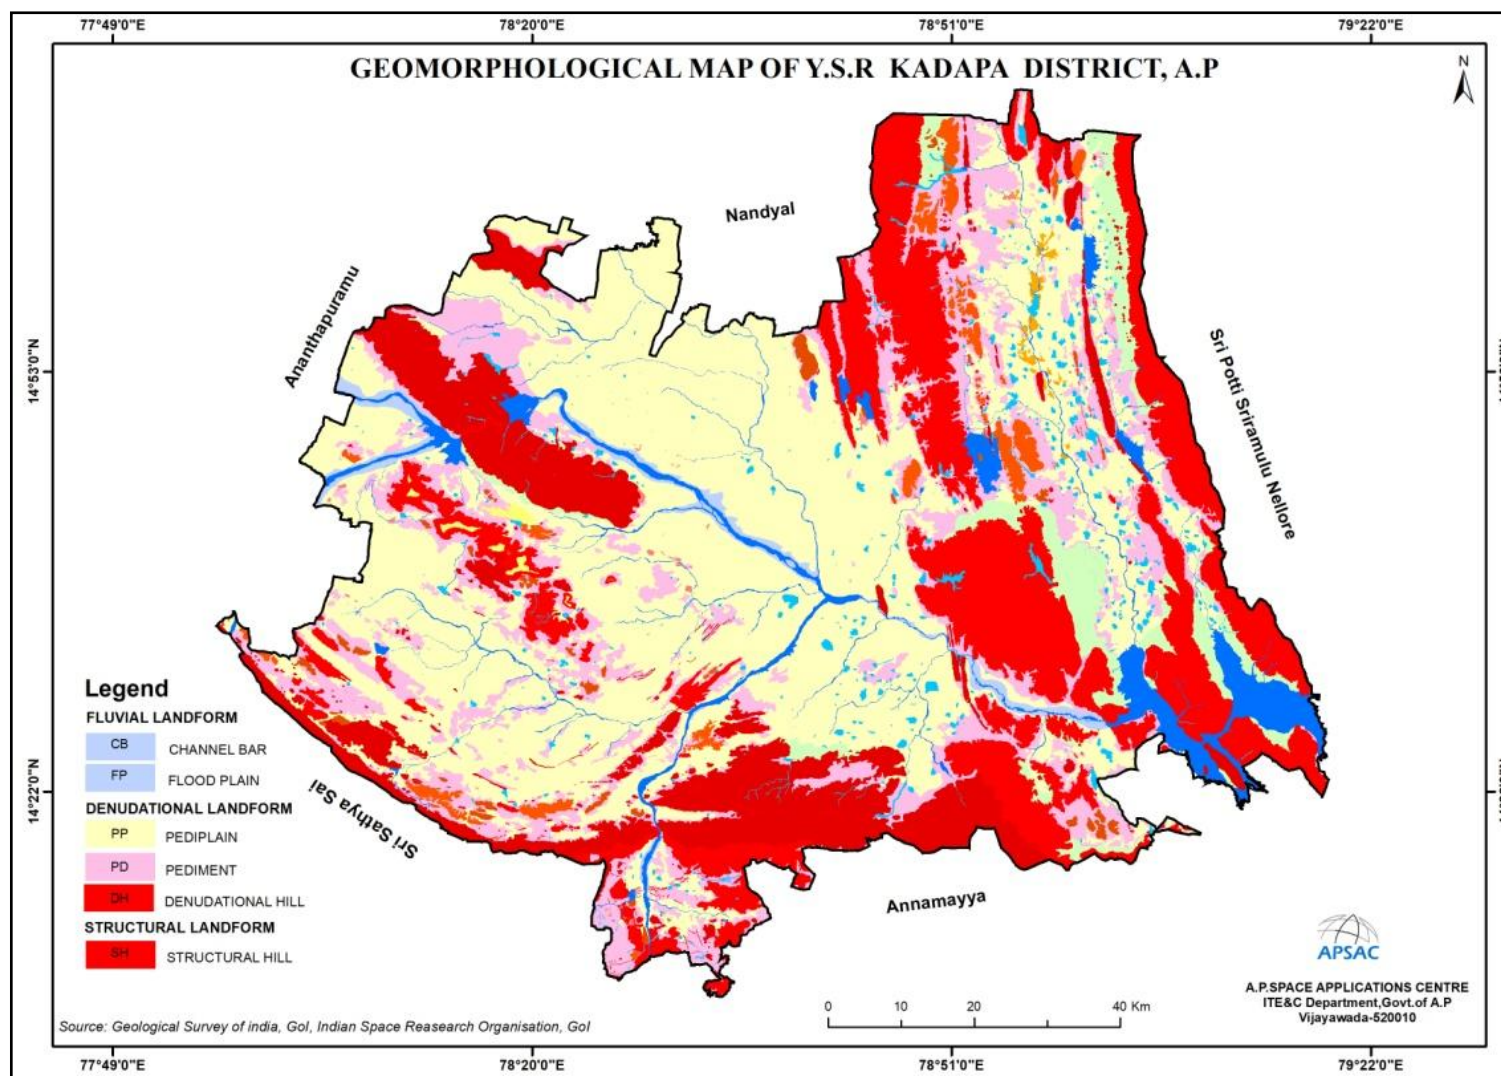 77°49'0"E 78°20'0"E 78°51'0"E 79°22'0"E
GEOMORPHOLOGICAL MAP OF Y.S.R KADAPA DISTRICT, A.P
N
Nandyal
Ananthapuramu
Sri Potti Sriramulu Nellore
14°53'0"N
14°22'0"N
Sri Sathya Sai
Annamayya
Legend
FLUVIAL LANDFORM
CB CHANNEL BAR
FP FLOOD PLAIN
DENUDATIONAL LANDFORM
PP PEDIPLAIN
PD PEDIMENT
DH DENUDATIONAL HILL
STRUCTURAL LANDFORM
SH STRUCTURAL HILL
APSAC
A.P.SPACE APPLICATIONS CENTRE
ITE&C Department,Govt.of A.P
Vijayawada-520010
0 10 20 40 Km
Source: Geological Survey of india, GoI, Indian Space Reasearch Organisation, GoI
77°49'0"E 78°20'0"E 78°51'0"E 79°22'0"E